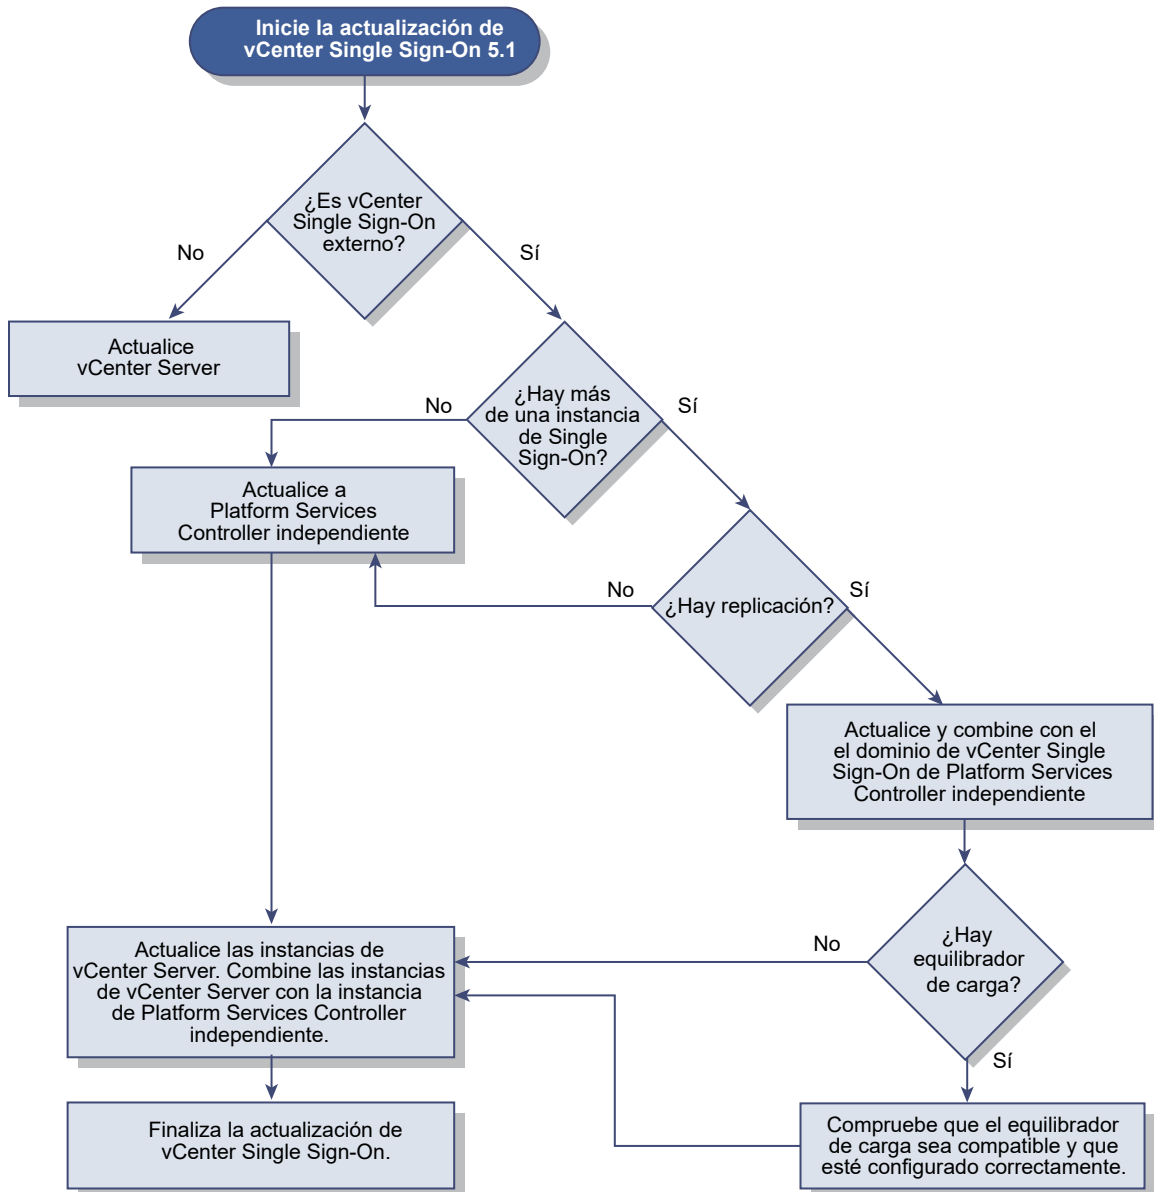 Inicie la actualización de
vCenter Single Sign-On 5.1
¿Es vCenter
Single Sign-On
externo?
No
Sí
Actualice
vCenter Server
¿Hay más
de una instancia
de Single
Sign-On?
No
Sí
Actualice a
Platform Services
Controller independiente
¿Hay replicación?
No
Sí
Actualice y combine con el
el dominio de vCenter Single
Sign-On de Platform Services
Controller independiente
¿Hay
equilibrador
de carga?
No
Sí
Actualice las instancias de
vCenter Server. Combine las instancias
de vCenter Server con la instancia
de Platform Services Controller
independiente.
Compruebe que el equilibrador
de carga sea compatible y que
esté configurado correctamente.
Finaliza la actualización de
vCenter Single Sign-On.